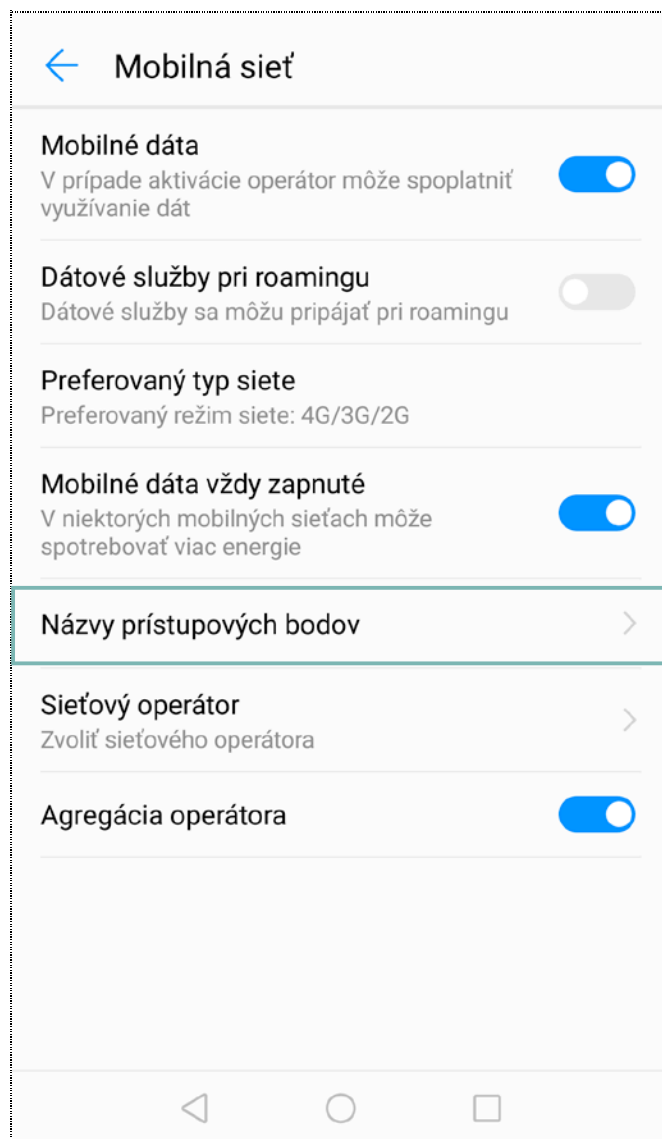 Mobilná sieť
Mobilné dáta
V prípade aktivácie operátor môže spoplatniť
využívanie dát
Dátové služby pri roamingu
Dátové služby sa môžu pripájať pri roamingu
Preferovaný typ siete
Preferovaný režim siete: 4G/3G/2G
Mobilné dáta vždy zapnuté
V niektorých mobilných sieťach môže
spotrebovať viac energie
Názvy prístupových bodov
Sieťový operátor
Zvoliť sieťového operátora
Agregácia operátora